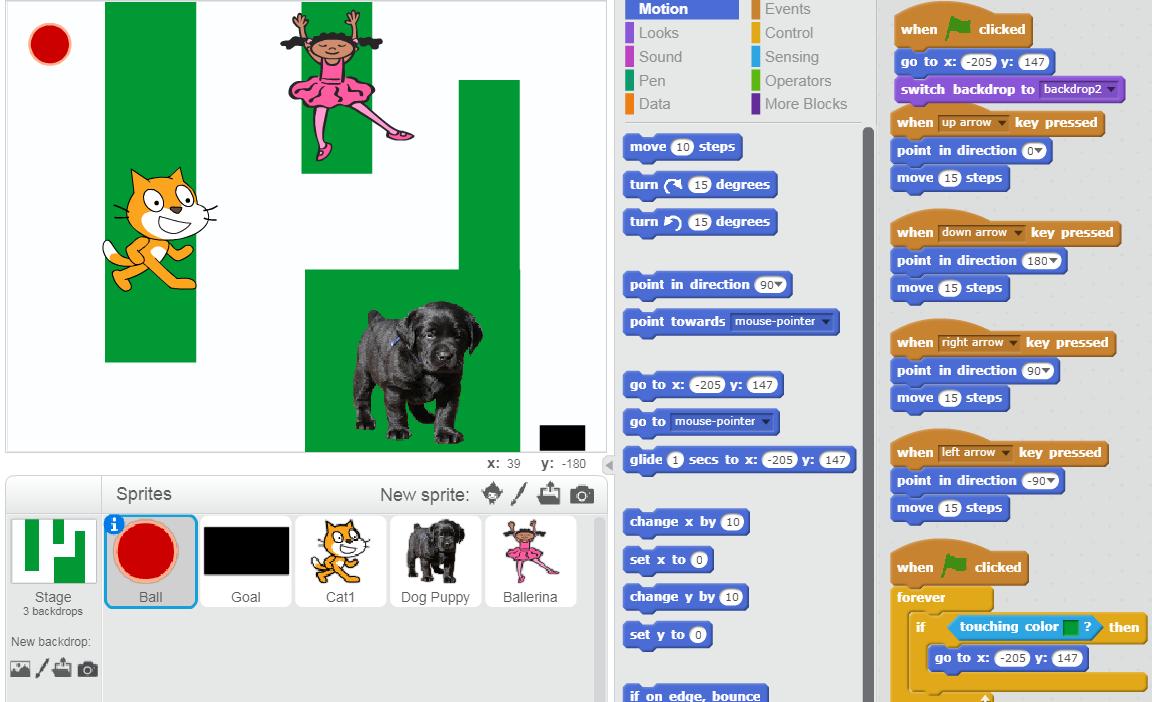 x: 39 y: -180
Sprites
New sprite:
Stage
3 backdrops
New backdrop:
i
Ball
Goal
Cat1
Dog Puppy
Ballerina
Motion
Looks
Sound
Pen
Data
Events
Control
Sensing
Operators
More Blocks
move 10 steps
turn 15 degrees
turn 15 degrees
point in direction 90
point towards mouse-pointer
go to x: -205 y: 147
go to mouse-pointer
glide 1 secs to x: -205 y: 147
change x by 10
set x to 0
change y by 10
set y to 0
if on edge, bounce
when clicked
go to x: -205 y: 147
switch backdrop to backdrop2
when up arrow key pressed
point in direction 0
move 15 steps
when down arrow key pressed
point in direction 180
move 15 steps
when right arrow key pressed
point in direction 90
move 15 steps
when left arrow key pressed
point in direction -90
move 15 steps
when clicked
forever
if touching color ? then
go to x: -205 y: 147